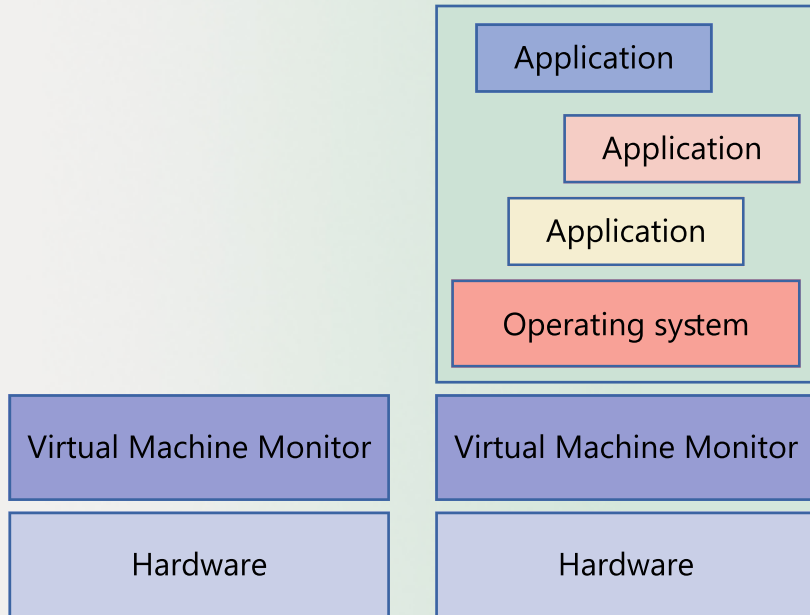 Application
Application
Application
Operating system
Virtual Machine Monitor
Virtual Machine Monitor
Hardware
Hardware